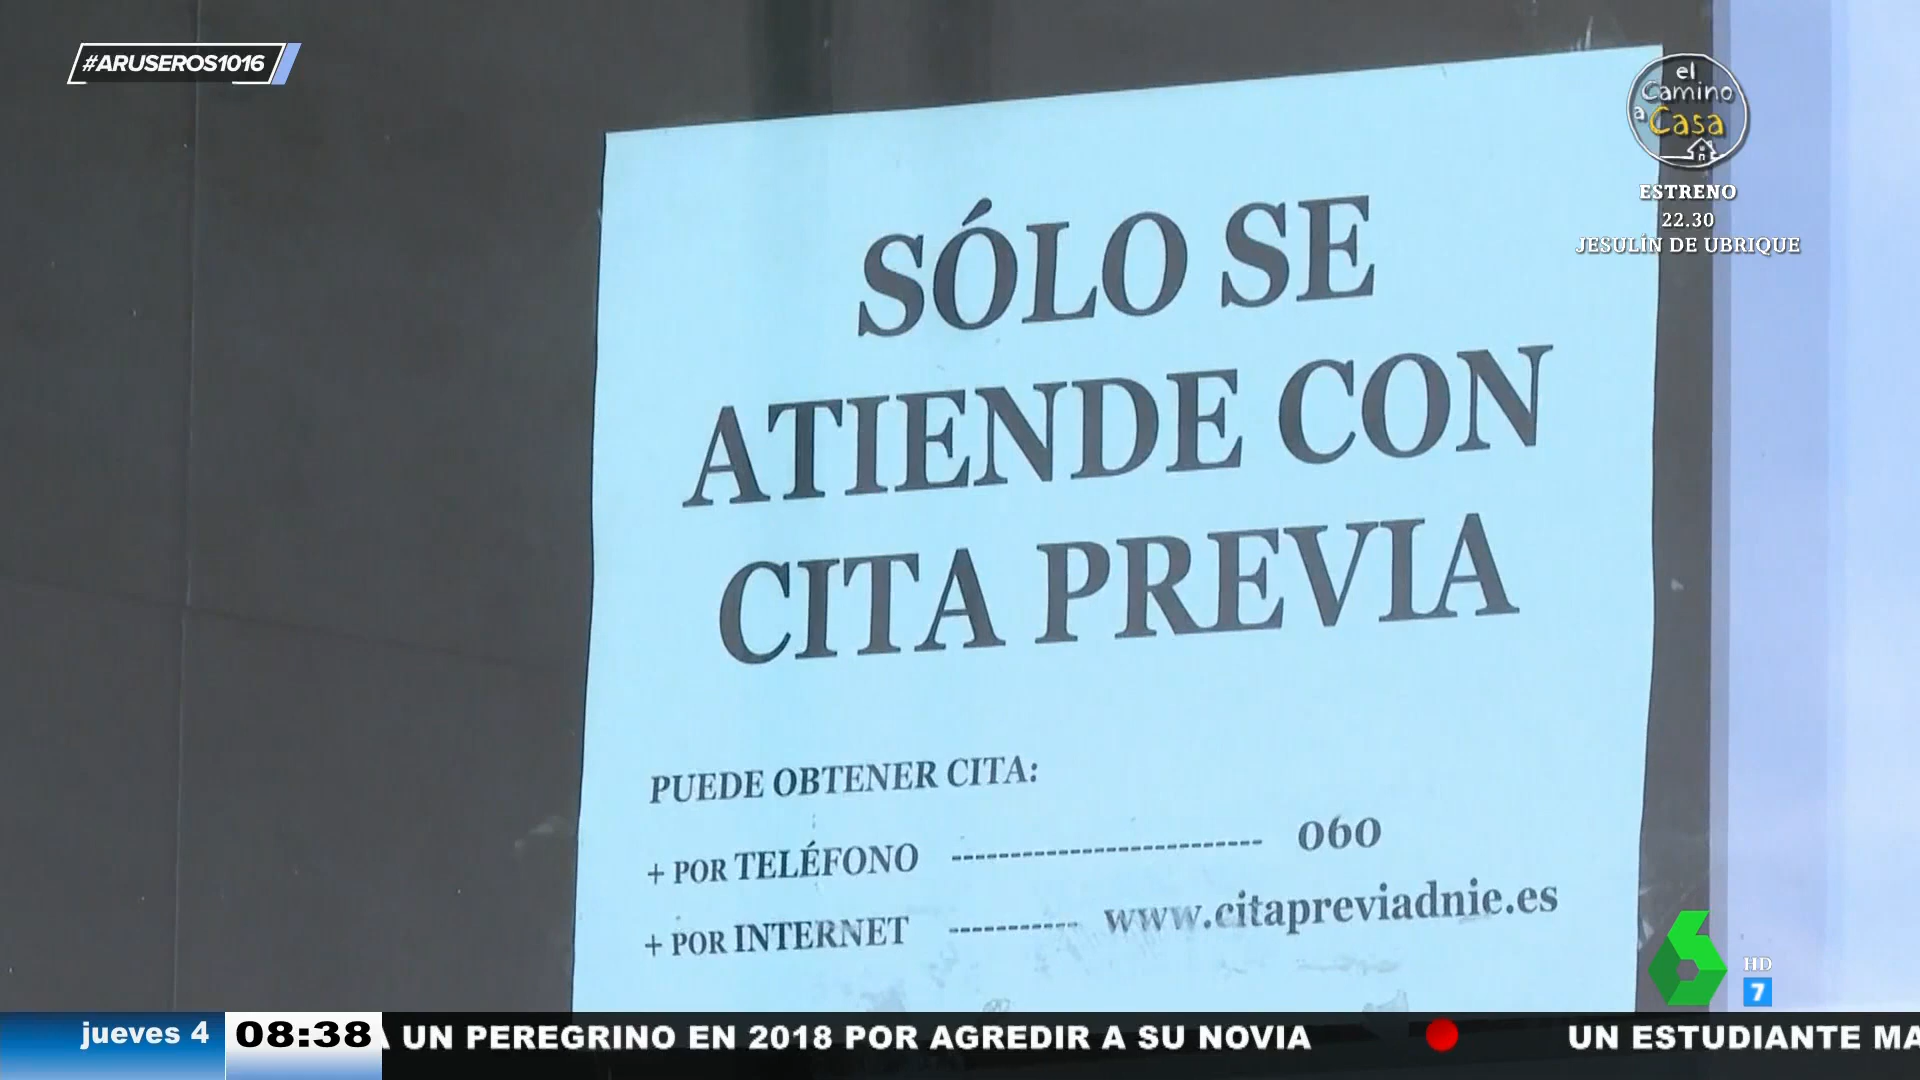 #ARUSEROS1016
el
Camino
a Casa
ESTRENO
22.30
JESULÍN DE UBRIQUE
SÓLO SE
ATIENDE CON
CITA PREVIA
PUEDE OBTENER CITA:
+ POR TELÉFONO -------------------------- 060
+ POR INTERNET ----------- www.citapreviadnie.es
HD
7
jueves 4 08:38 A UN PEREGRINO EN 2018 POR AGREDIR A SU NOVIA UN ESTUDIANTE MA